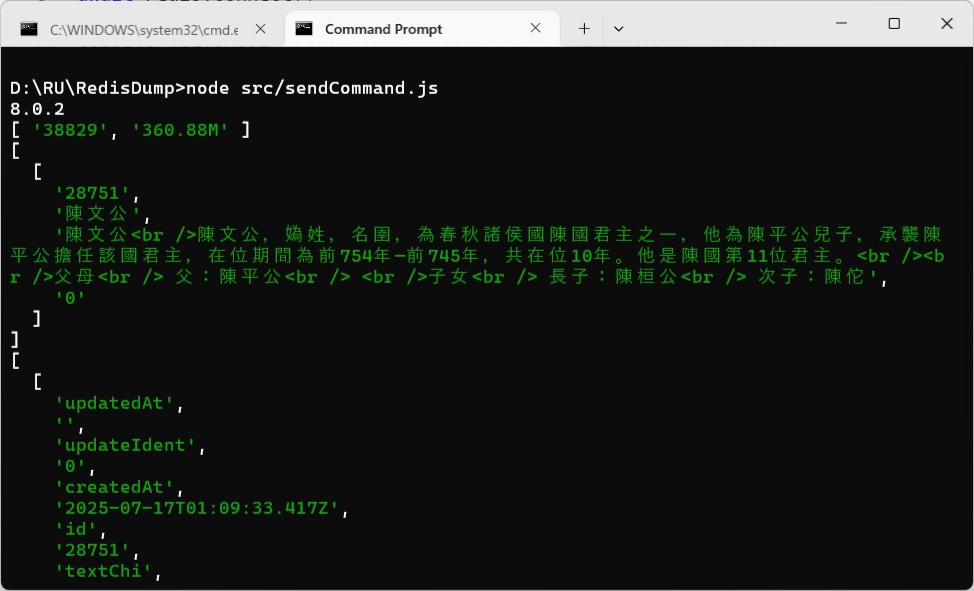 C:\WINDOWS\system32\cmd.e
Command Prompt
D:\RU\RedisDump>node src/sendCommand.js
8.0.2
[ '38829', '360.88M' ]
[
  [
    '28751',
    '陳文公',
    '陳文公<br />陳文公，媯姓，名圉，為春秋諸侯國陳國君主之一，他為陳平公兒子，承襲陳
平公擔任該國君主，在位期間為前754年—前745年，共在位10年。他是陳國第11位君主。<br /><b
r />父母<br /> 父：陳平公<br /> <br />子女<br /> 長子：陳桓公<br /> 次子：陳佗',
    '0'
  ]
]
[
  [
    'updatedAt',
    '',
    'updateIdent',
    '0',
    'createdAt',
    '2025-07-17T01:09:33.417Z',
    'id',
    '28751',
    'textChi',